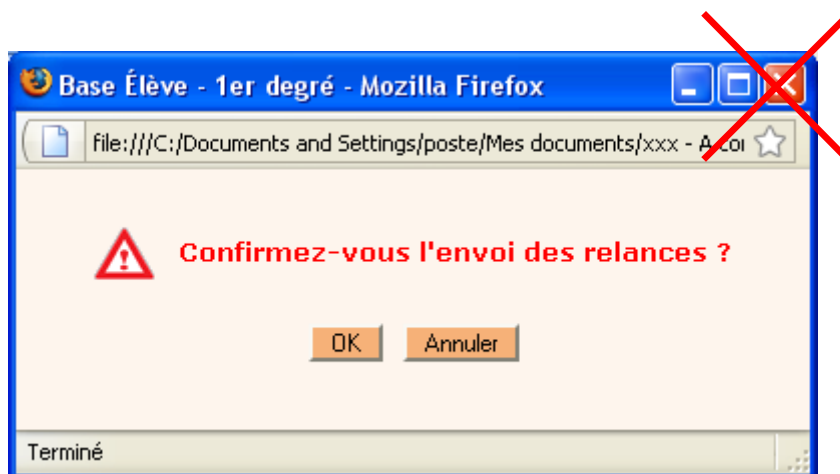 Base Élève - 1er degré - Mozilla Firefox
file:///C:/Documents and Settings/poste/Mes documents/xxx - A co
Confirmez-vous l'envoi des relances ?
OK Annuler
Terminé